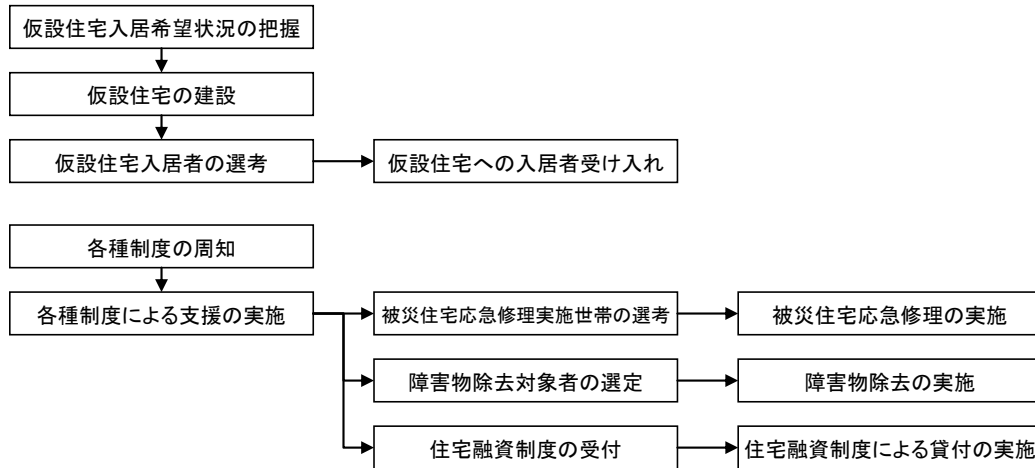 仮設住宅入居希望状況の把握
仮設住宅の建設
仮設住宅入居者の選考
仮設住宅への入居者受け入れ
各種制度の周知
各種制度による支援の実施
被災住宅応急修理実施世帯の選考
被災住宅応急修理の実施
障害物除去対象者の選定
障害物除去の実施
住宅融資制度の受付
住宅融資制度による貸付の実施